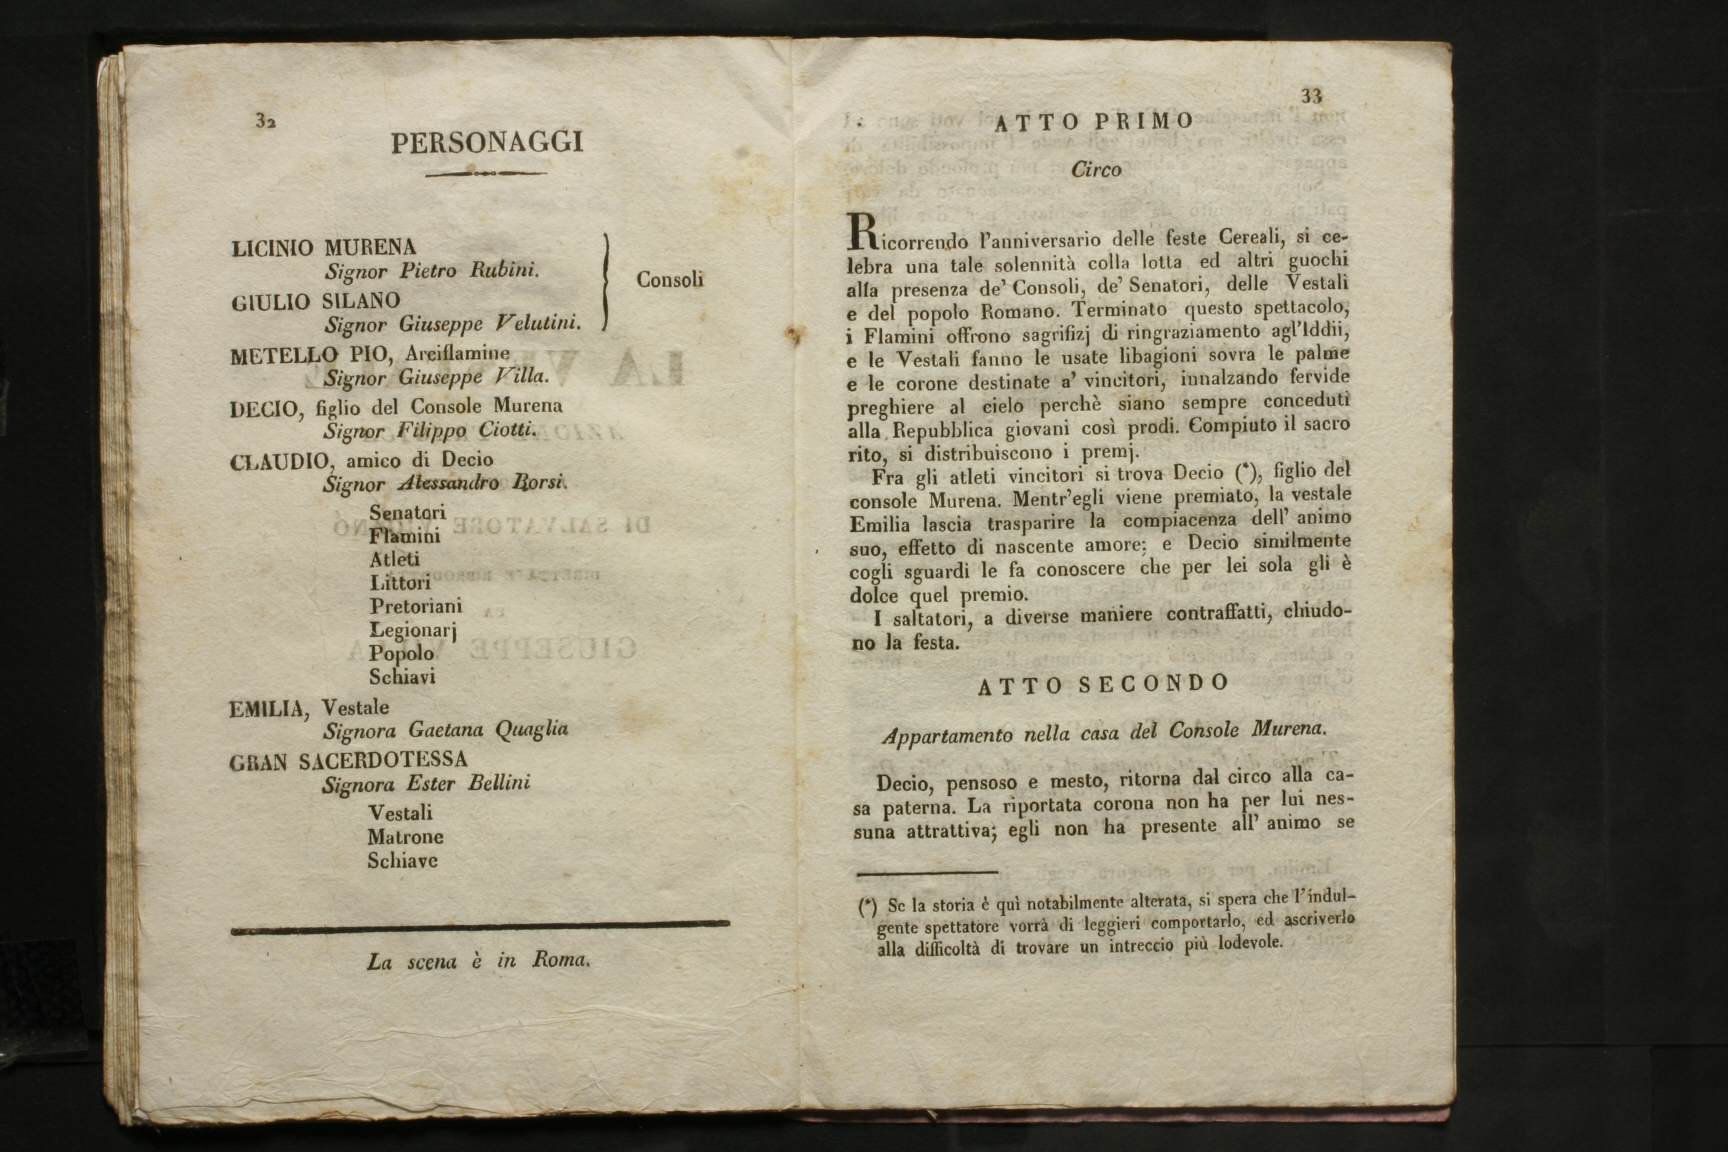 32
PERSONAGGI
LICINIO MURENA
Signor Pietro Rubini.
GIULIO SILANO
Signor Giuseppe Velutini.
Consoli
METELLO PIO, Arciflamine
Signor Giuseppe Villa.
DECIO, figlio del Console Murena
Signor Filippo Ciotti.
CLAUDIO, amico di Decio
Signor Alessandro Borsi.
Senatori
Flamini
Atleti
Littori
Pretoriani
Legionarj
Popolo
Schiavi
EMILIA, Vestale
Signora Gaetana Quaglia
GRAN SACERDOTESSA
Signora Ester Bellini
Vestali
Matrone
Schiave
La scena è in Roma.
33
ATTO PRIMO
Circo
Ricorrendo l'anniversario delle feste Cereali, si ce-
lebra una tale solennità colla lotta ed altri guochi
alla presenza de' Consoli, de' Senatori, delle Vestali
e del popolo Romano. Terminato questo spettacolo,
i Flamini offrono sagrifizj di ringraziamento agl'Iddii,
e le Vestali fanno le usate libagioni sovra le palme
e le corone destinate a' vincitori, innalzando fervide
preghiere al cielo perchè siano sempre conceduti
alla Repubblica giovani così prodi. Compiuto il sacro
rito, si distribuiscono i premj.
Fra gli atleti vincitori si trova Decio (*), figlio del
console Murena. Mentr'egli viene premiato, la vestale
Emilia lascia trasparire la compiacenza dell' animo
suo, effetto di nascente amore; e Decio similmente
cogli sguardi le fa conoscere che per lei sola gli è
dolce quel premio.
I saltatori, a diverse maniere contraffatti, chiudo-
no la festa.
ATTO SECONDO
Appartamento nella casa del Console Murena.
Decio, pensoso e mesto, ritorna dal circo alla ca-
sa paterna. La riportata corona non ha per lui nes-
suna attrattiva; egli non ha presente all' animo se
(*) Se la storia è quì notabilmente alterata, si spera che l'indul-
gente spettatore vorrà di leggieri comportarlo, ed ascriverlo
alla difficoltà di trovare un intreccio più lodevole.